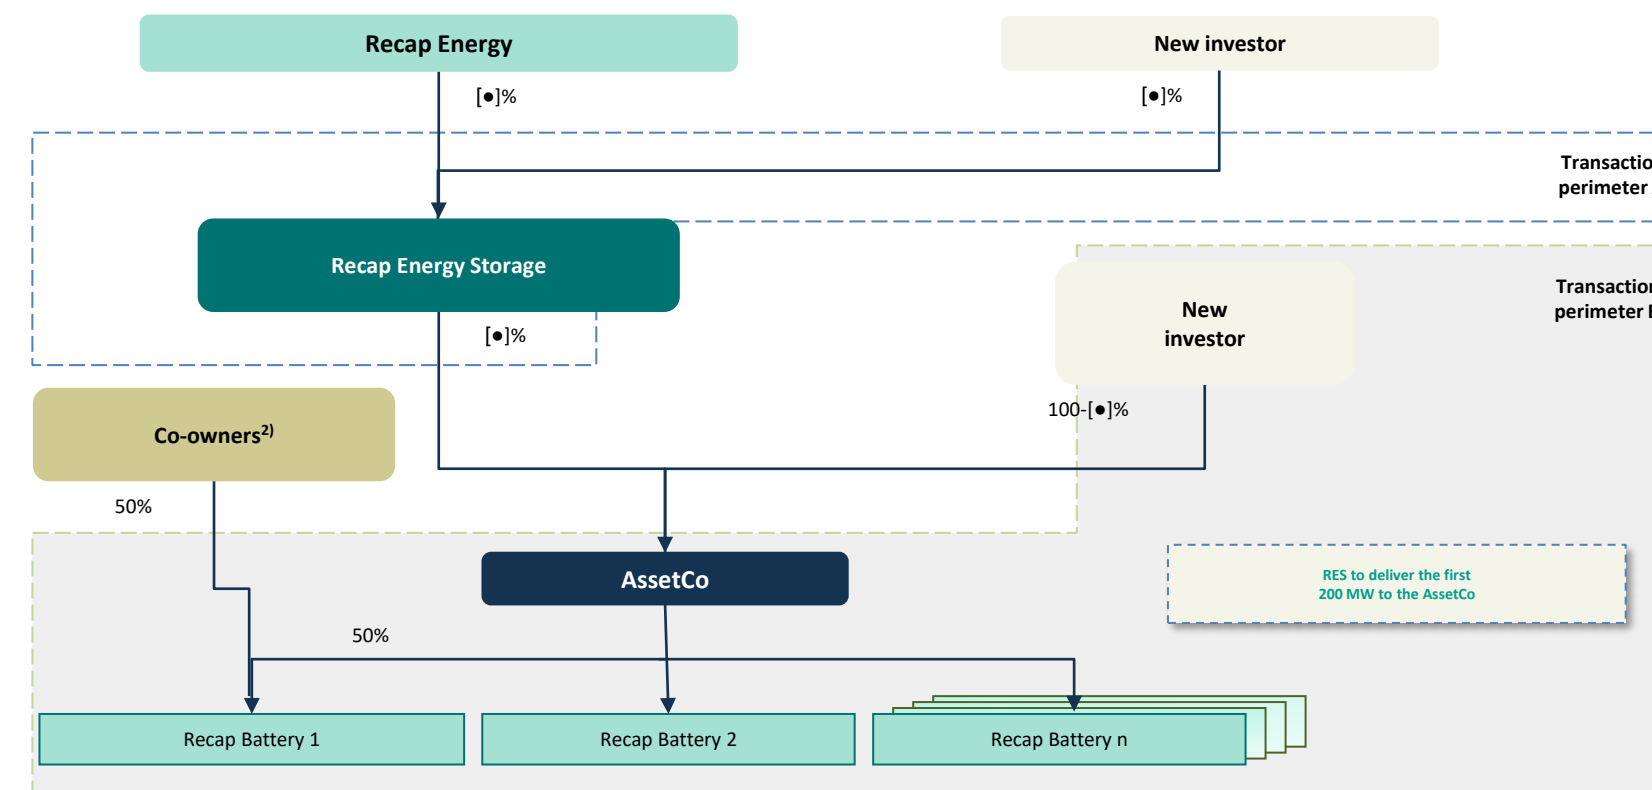 Recap Energy
New investor
[●]%
[●]%
Transactio
perimeter
Recap Energy Storage
Transaction
perimeter
New
investor
[●]%
100-[●]%
Co-owners²⁾
50%
AssetCo
RES to deliver the first
200 MW to the AssetCo
50%
Recap Battery 1
Recap Battery 2
Recap Battery n